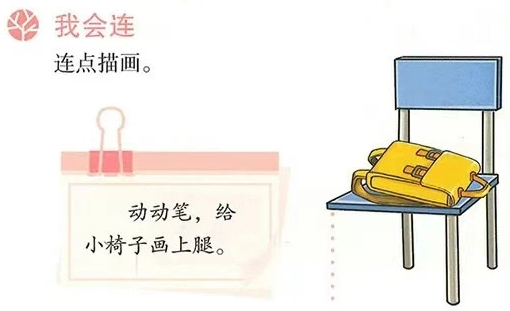 我会连
连点描画。
动动笔，给
小椅子画上腿。